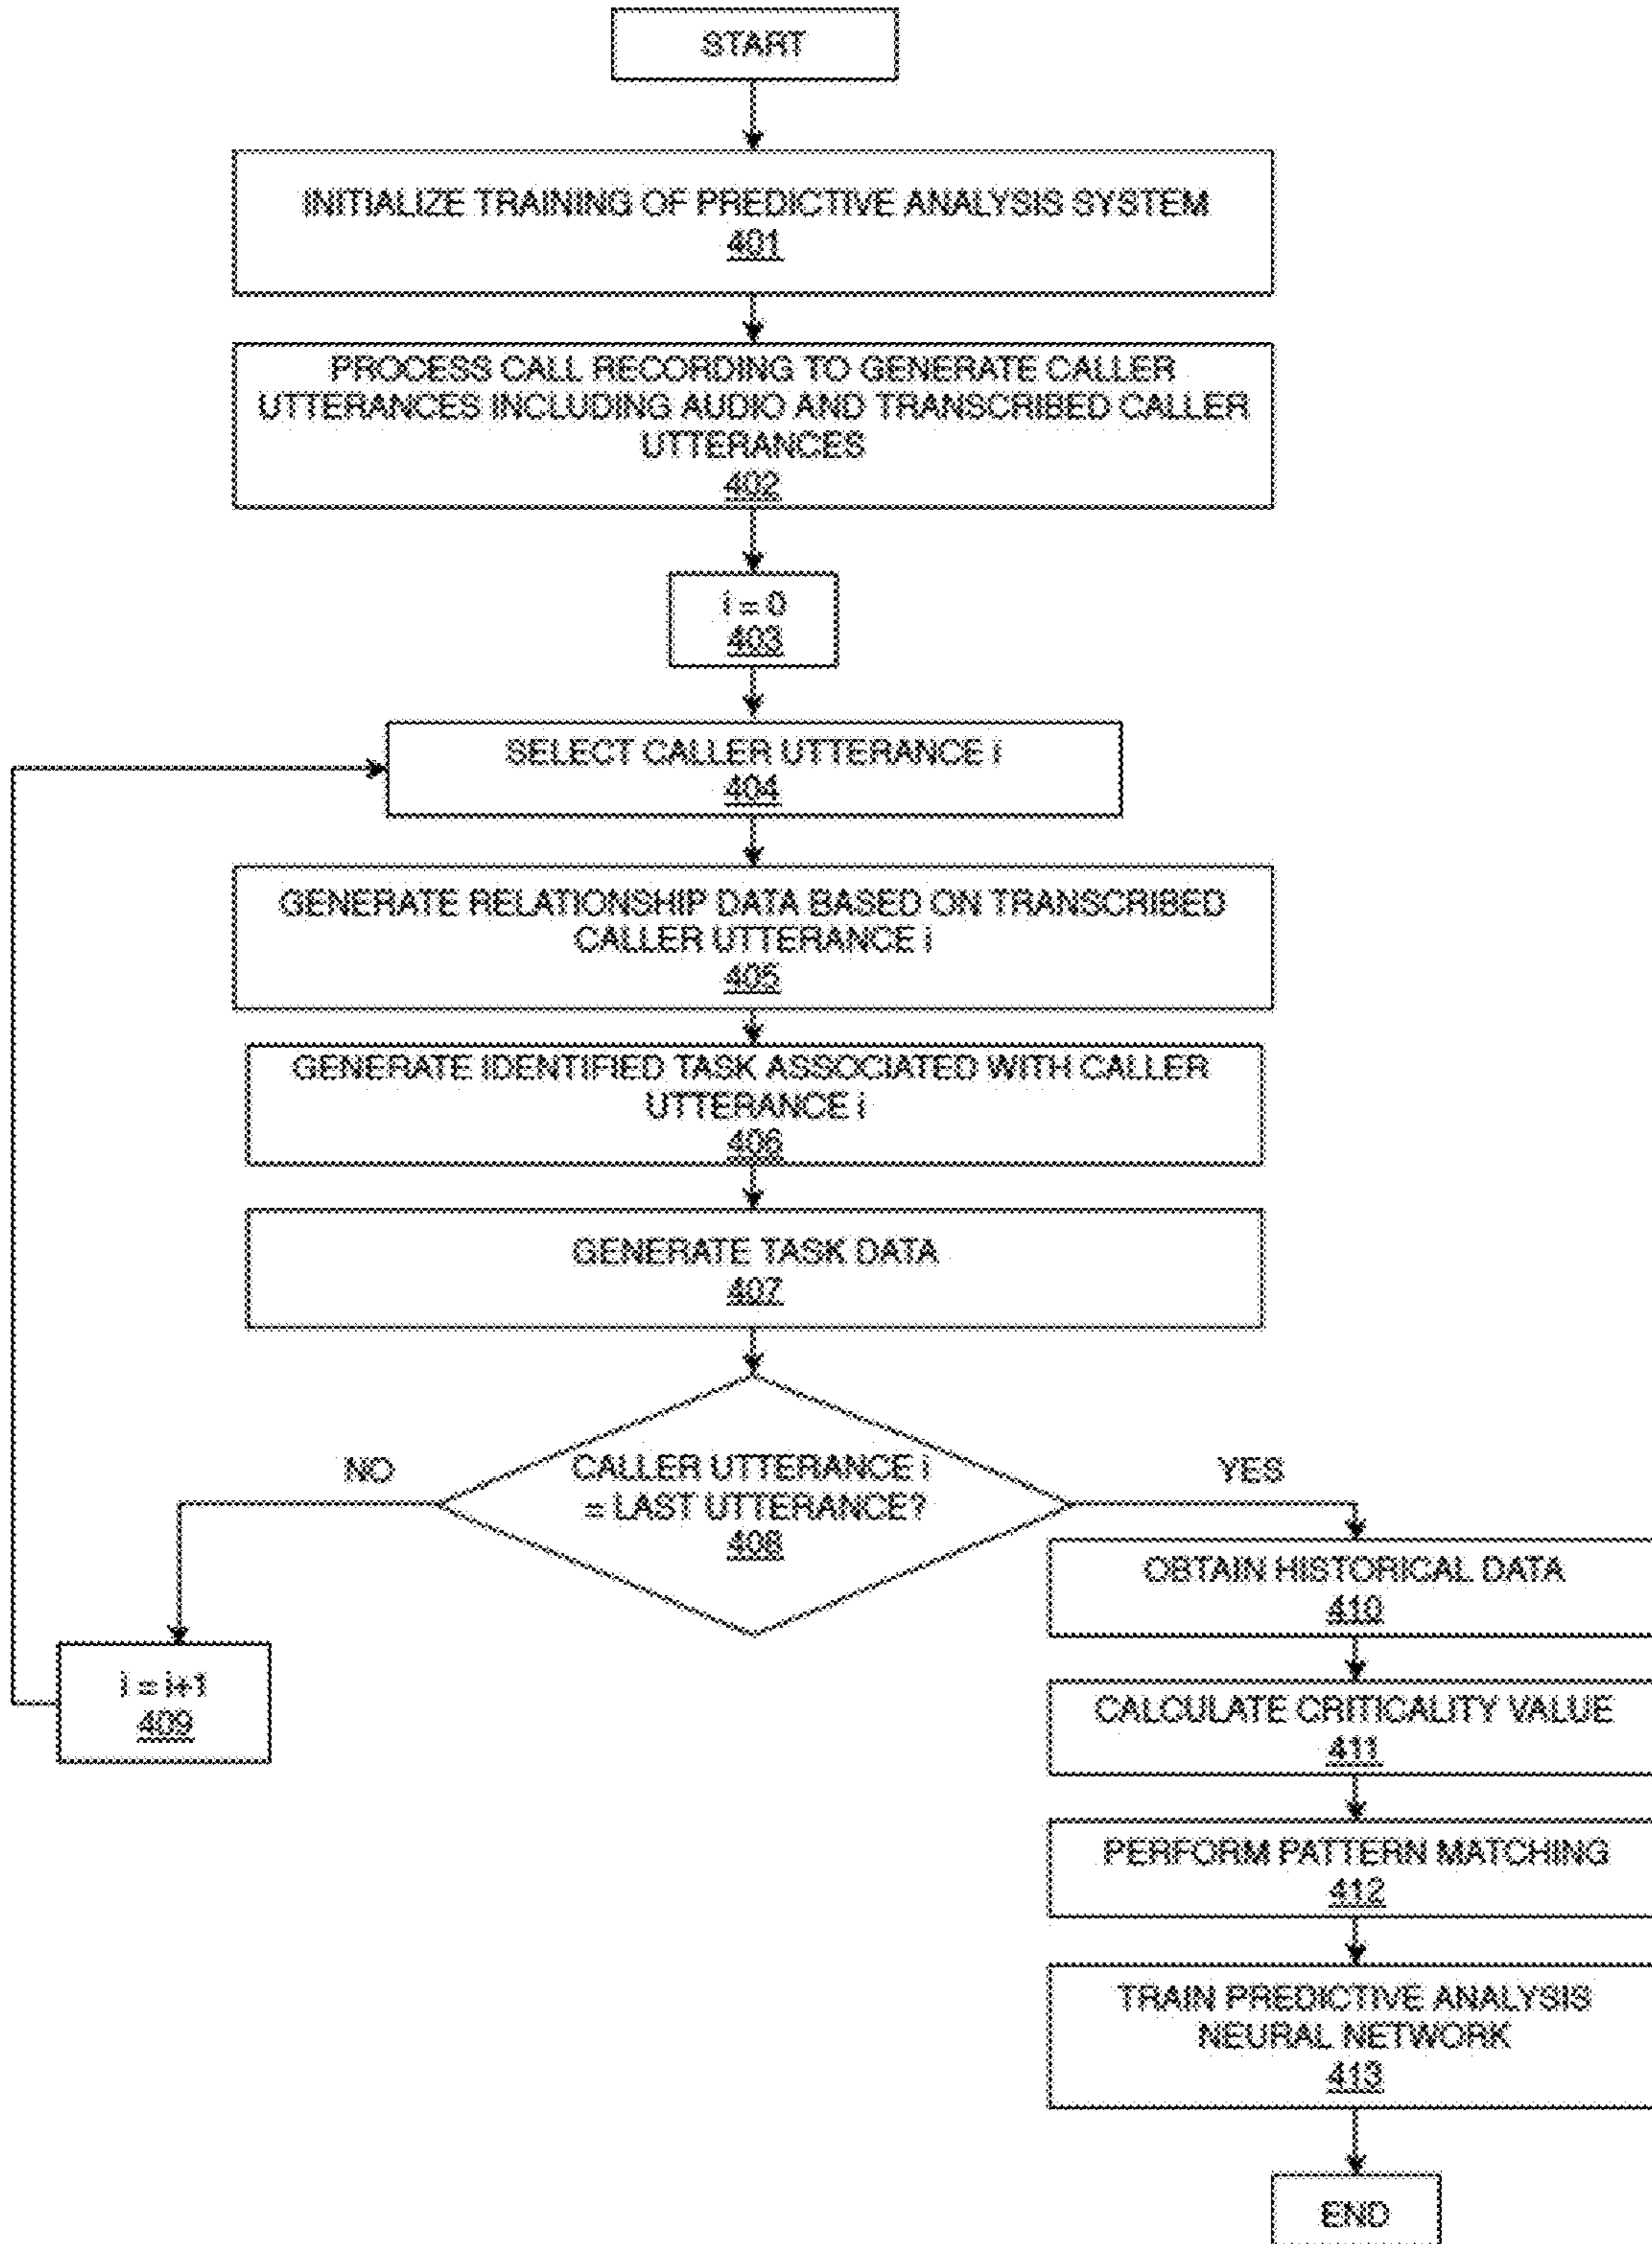 START
INITIALIZE TRAINING OF PREDICTIVE ANALYSIS SYSTEM
401
PROCESS CALL RECORDING TO GENERATE CALLER
UTTERANCES INCLUDING AUDIO AND TRANSCRIBED CALLER
UTTERANCES
402
i = 0
403
SELECT CALLER UTTERANCE i
404
GENERATE RELATIONSHIP DATA BASED ON TRANSCRIBED
CALLER UTTERANCE i
405
GENERATE IDENTIFIED TASK ASSOCIATED WITH CALLER
UTTERANCE i
406
GENERATE TASK DATA
407
CALLER UTTERANCE i
= LAST UTTERANCE?
408
NO
YES
i = i+1
409
OBTAIN HISTORICAL DATA
410
CALCULATE CRITICALITY VALUE
411
PERFORM PATTERN MATCHING
412
TRAIN PREDICTIVE ANALYSIS
NEURAL NETWORK
413
END